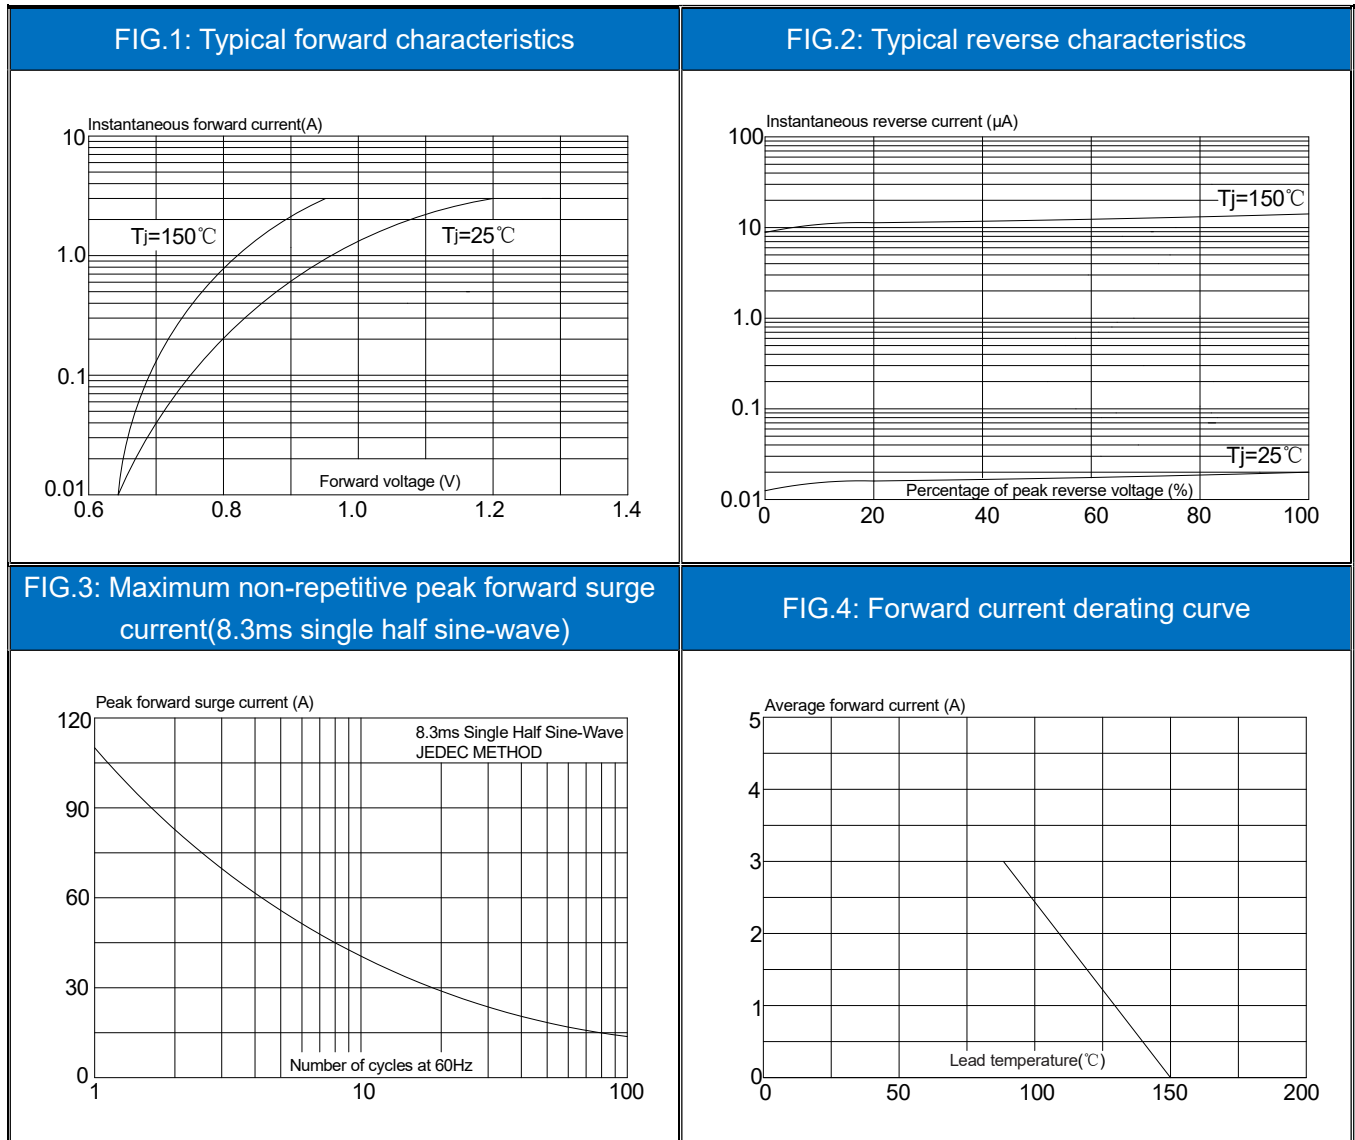 FIG.1: Typical forward characteristics
Instantaneous forward current(A)
10
1.0
0.1
0.01
Tj=150℃
Tj=25℃
Forward voltage (V)
0.6 0.8 1.0 1.2 1.4
FIG.2: Typical reverse characteristics
Instantaneous reverse current (μA)
100
10
1.0
0.1
0.01
Tj=150℃
Tj=25℃
Percentage of peak reverse voltage (%)
0 20 40 60 80 100
FIG.3: Maximum non-repetitive peak forward surge
current(8.3ms single half sine-wave)
Peak forward surge current (A)
120
90
60
30
0
8.3ms Single Half Sine-Wave
JEDEC METHOD
Number of cycles at 60Hz
1 10 100
FIG.4: Forward current derating curve
Average forward current (A)
5
4
3
2
1
0
Lead temperature(℃)
0 50 100 150 200